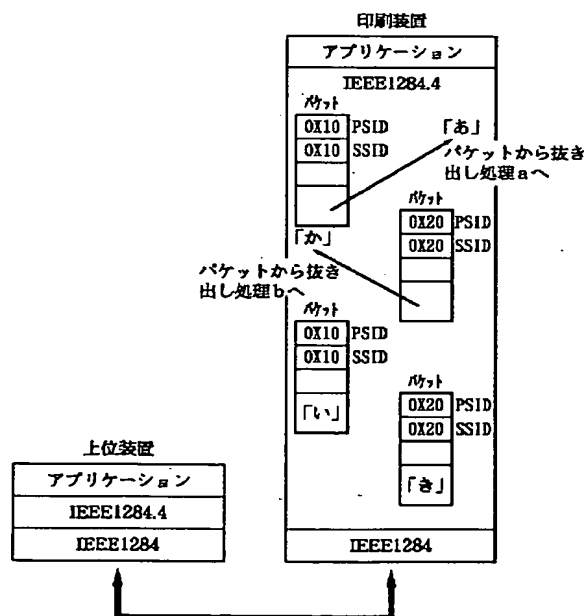 印刷装置
アプリケーション
IEEE1284.4
パケット
0X10 PSID
0X10 SSID
「あ」
パケットから抜き
出し処理aへ
パケット
0X20 PSID
0X20 SSID
「か」
パケットから抜き
出し処理bへ
パケット
0X10 PSID
0X10 SSID
「い」
パケット
0X20 PSID
0X20 SSID
「き」
上位装置
アプリケーション
IEEE1284.4
IEEE1284
IEEE1284